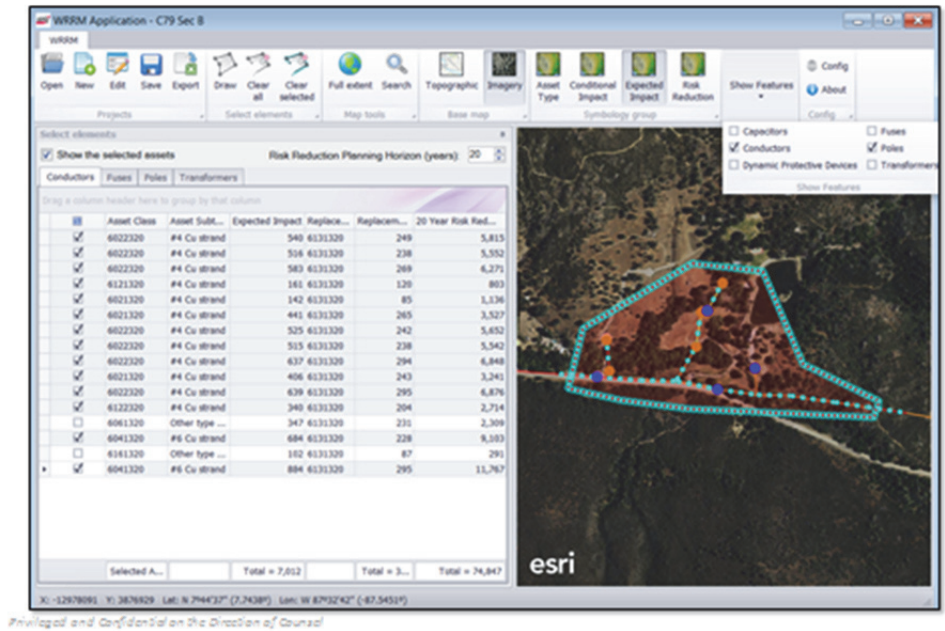 WRRM Application - C79 Sec B
WRRM
Open New Edit Save Export Draw Clear all Clear selected Full extent Search Topographic Imagery Asset Type Conditional Impact Expected Impact Risk Reduction Show Features Config About
Projects Select elements Map tools Base map Symbology group Config
Capacitors Fuses
Conductors Poles
Dynamic Protective Devices Transformers
Show Features
Select elements
Show the selected assets Risk Reduction Planning Horizon (years): 20
Conductors Fuses Poles Transformers
Drag a column header here to group by that column
Asset Class Asset Subt... Expected Impact Replace... Replacem... 20 Year Risk Red...
6022320 #4 Cu strand 540 6131320 249 5,815
6022320 #4 Cu strand 516 6131320 238 5,552
6022320 #4 Cu strand 583 6131320 269 6,271
6121320 #4 Cu strand 161 6131320 120 803
6021320 #4 Cu strand 142 6131320 85 1,136
6021320 #4 Cu strand 441 6131320 265 3,527
6022320 #4 Cu strand 525 6131320 242 5,652
6022320 #4 Cu strand 515 6131320 238 5,542
6022320 #4 Cu strand 637 6131320 294 6,848
6021320 #4 Cu strand 406 6131320 243 3,241
6022320 #4 Cu strand 639 6131320 295 6,876
6122320 #4 Cu strand 340 6131320 204 2,714
6061320 Other type ... 347 6131320 231 2,309
6041320 #6 Cu strand 684 6131320 228 9,103
6161320 Other type ... 102 6131320 87 291
6041320 #6 Cu strand 884 6131320 295 11,767
Selected A... Total = 7,012 Total = 3... Total = 74,847
esri
X: -12978091 Y: 3876929 Lat: N 7°44'37" (7.7438°) Lon: W 87°32'42" (-87.5451°)
Privileged and Confidential on the Direction of Counsel